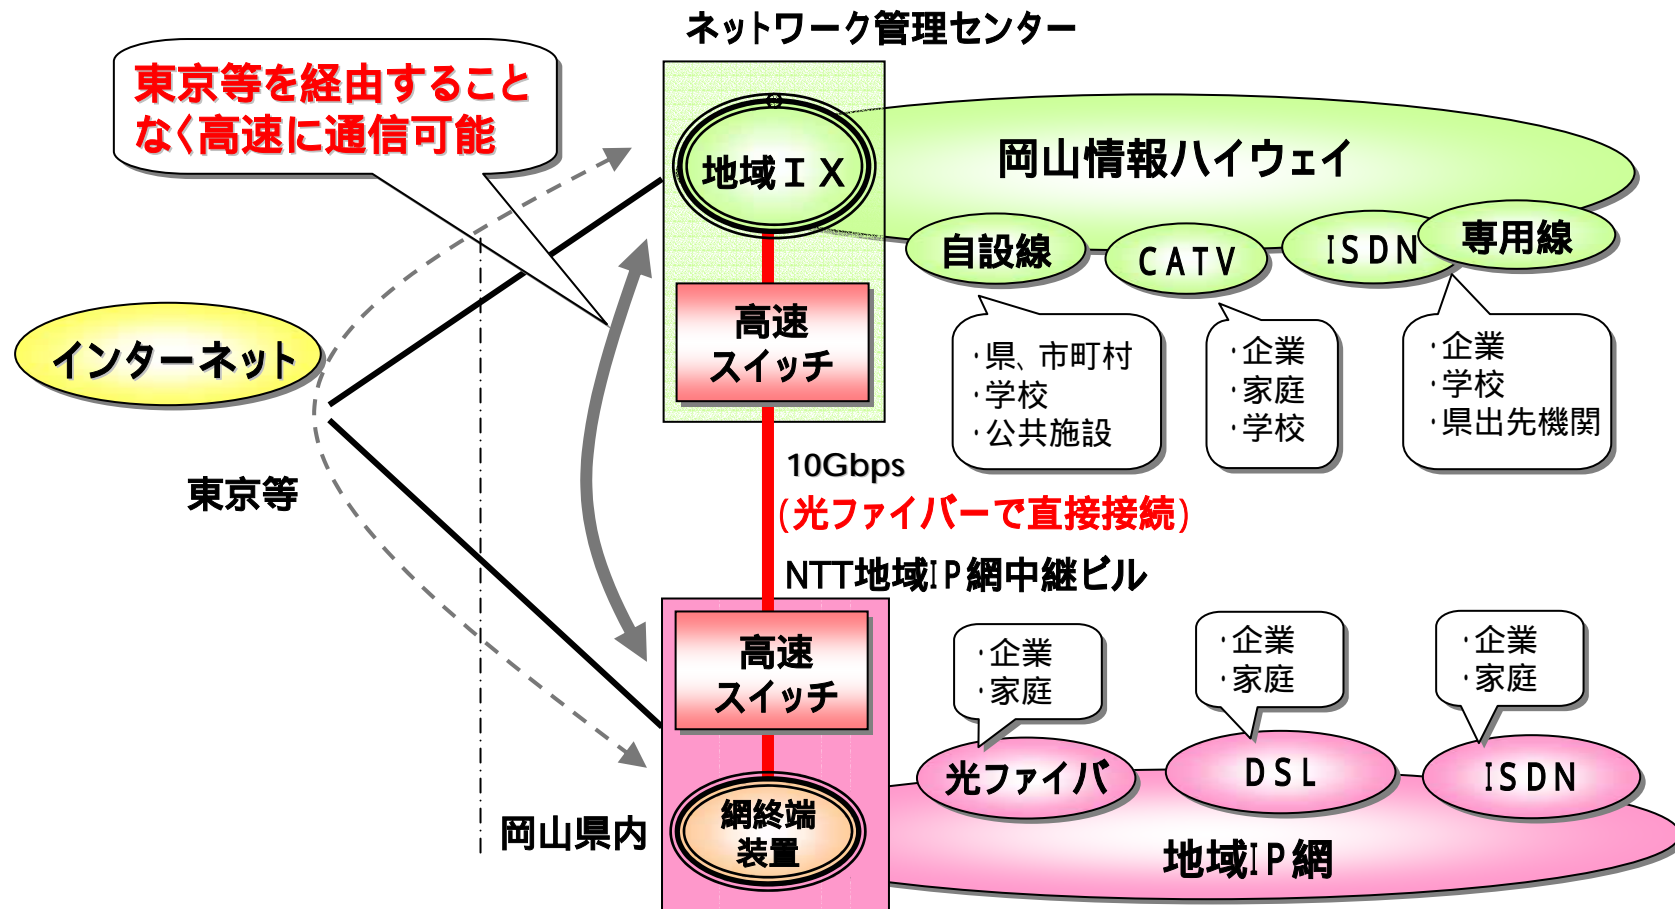 ネットワーク管理センター
東京等を経由すること
なく高速に通信可能
地域ＩＸ
岡山情報ハイウェイ
自設線
CATV
ISDN
専用線
高速
スイッチ
インターネット
・県、市町村
・学校
・公共施設
・企業
・家庭
・学校
・企業
・学校
・県出先機関
10Gbps
(光ファイバーで直接接続)
東京等
NTT地域IP網中継ビル
高速
スイッチ
・企業
・家庭
・企業
・家庭
・企業
・家庭
光ファイバ
DSL
ISDN
岡山県内
網終端
装置
地域IP網